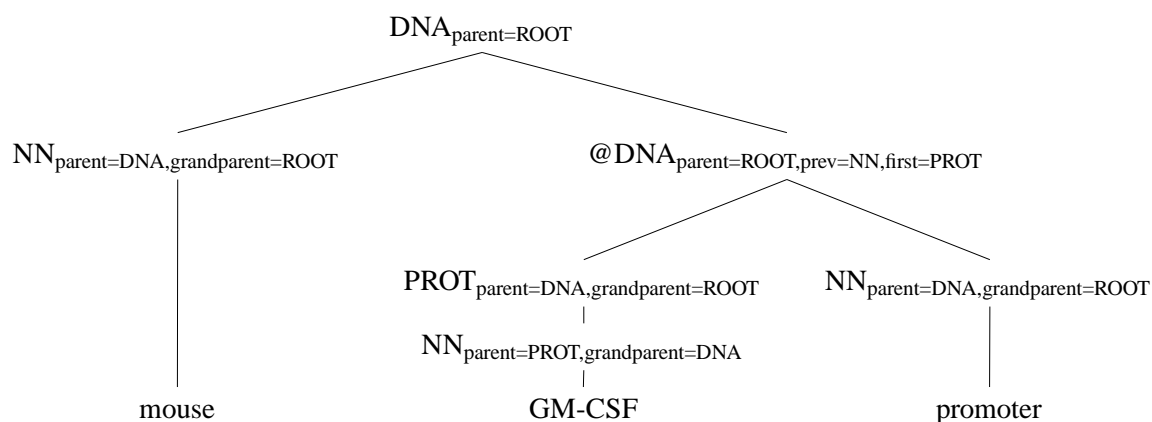 DNAparent=ROOT
NNparent=DNA,grandparent=ROOT @DNAparent=ROOT,prev=NN,first=PROT
PROTparent=DNA,grandparent=ROOT NNparent=DNA,grandparent=ROOT
NNparent=PROT,grandparent=DNA
mouse GM-CSF promoter